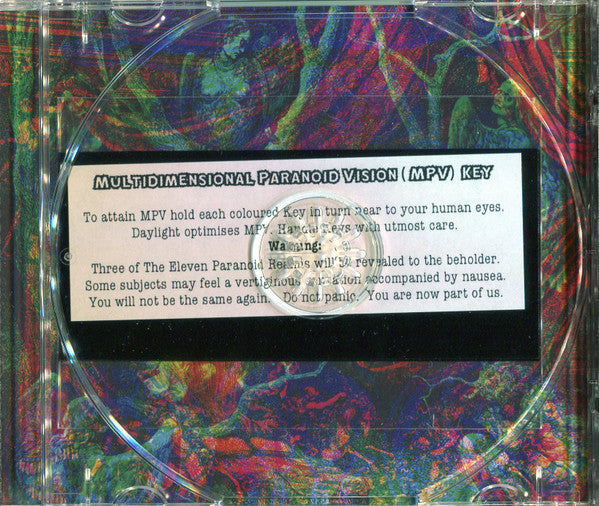 MULTIDIMENSIONAL PARANOID VISION (MPV) KEY
To attain MPV hold each coloured Key in turn near to your human eyes.
Daylight optimises MPV. Handle Keys with utmost care.
Warning:
Three of The Eleven Paranoid Realms will be revealed to the beholder.
Some subjects may feel a vertiginous sensation accompanied by nausea.
You will not be the same again. Do not panic. You are now part of us.